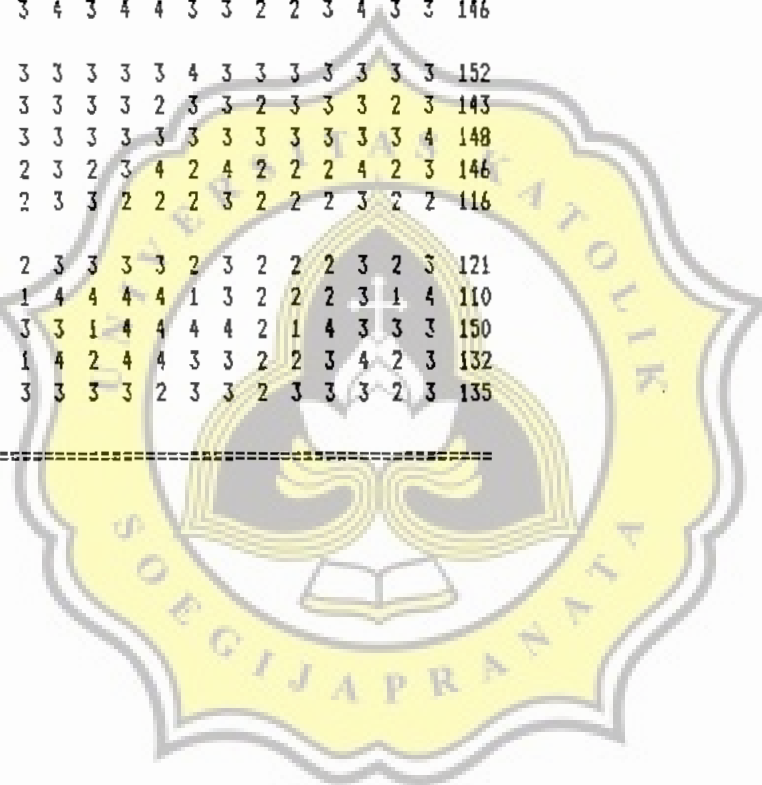 3 4 3 4 4 3 3 2 2 3 4 3 3 146
3 3 3 3 3 4 3 3 3 3 3 3 3 152
3 3 3 3 2 3 3 2 3 3 3 2 3 143
3 3 3 3 3 3 3 3 3 3 3 3 4 148
2 3 2 3 4 2 4 2 2 2 4 2 3 146
2 3 3 2 2 2 3 2 2 2 3 2 2 116
2 3 3 3 3 2 3 2 2 2 3 2 3 121
1 4 4 4 4 1 3 2 2 2 3 1 4 110
3 3 1 4 4 4 4 2 1 4 3 3 3 150
1 4 2 4 4 3 3 2 2 3 4 2 3 132
3 3 3 3 2 3 3 2 3 3 3 2 3 135
UNIVERSITAS KATOLIK
SOEGIJAPRANATA